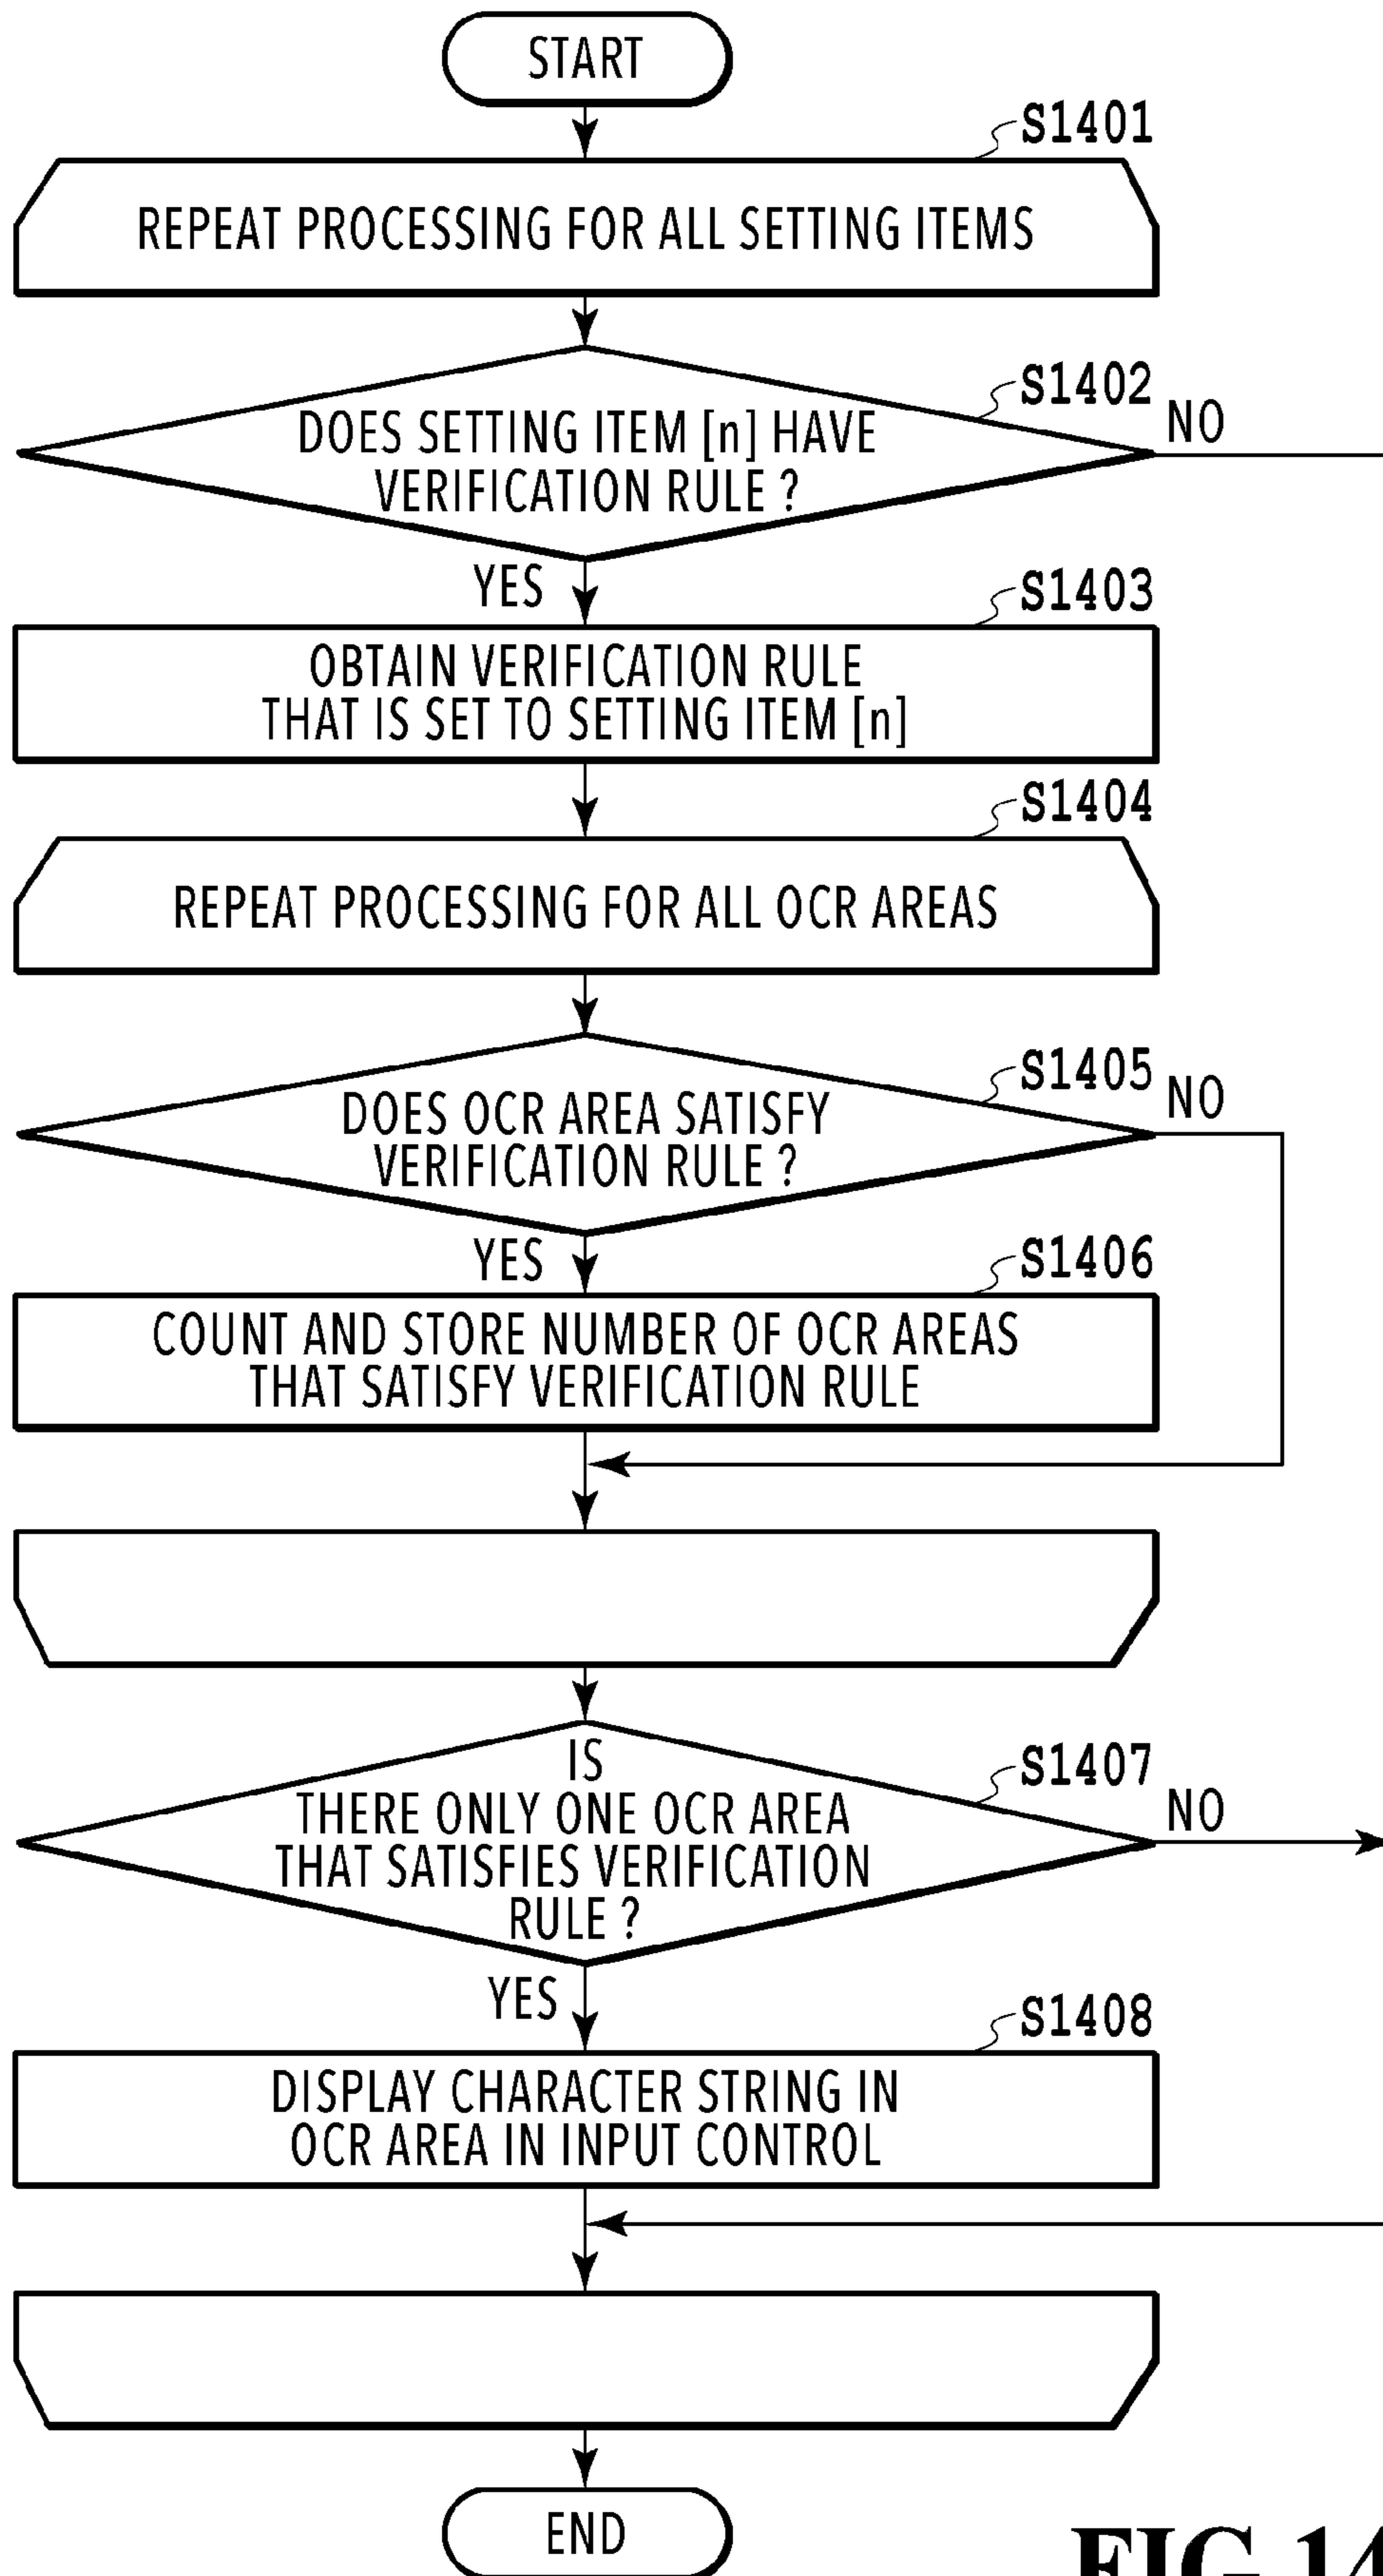 START
S1401
REPEAT PROCESSING FOR ALL SETTING ITEMS
S1402
NO
DOES SETTING ITEM [n] HAVE
VERIFICATION RULE ?
YES
S1403
OBTAIN VERIFICATION RULE
THAT IS SET TO SETTING ITEM [n]
S1404
REPEAT PROCESSING FOR ALL OCR AREAS
S1405
NO
DOES OCR AREA SATISFY
VERIFICATION RULE ?
YES
S1406
COUNT AND STORE NUMBER OF OCR AREAS
THAT SATISFY VERIFICATION RULE
S1407
NO
IS
THERE ONLY ONE OCR AREA
THAT SATISFIES VERIFICATION
RULE ?
YES
S1408
DISPLAY CHARACTER STRING IN
OCR AREA IN INPUT CONTROL
END
FIG.14